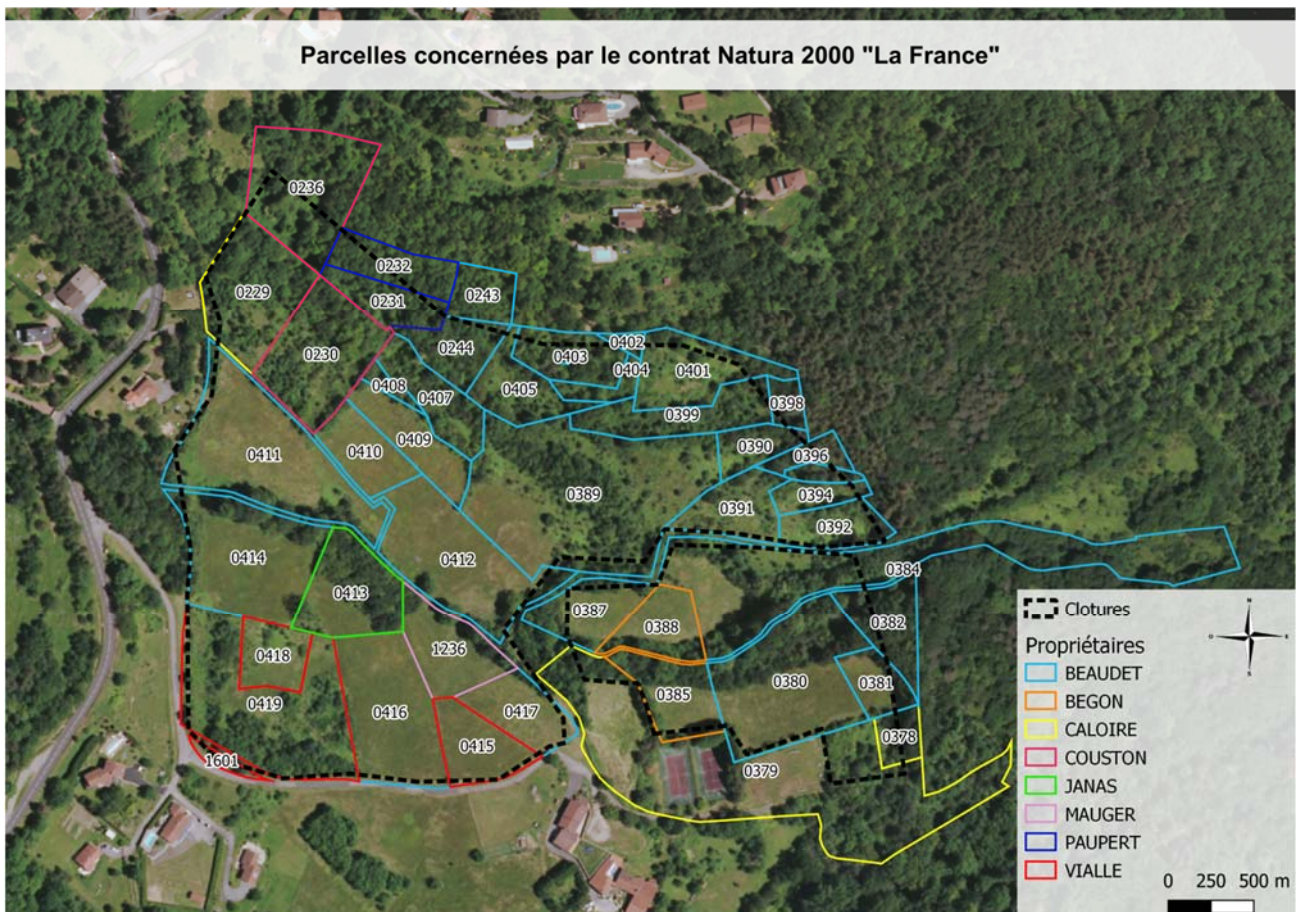 Parcelles concernées par le contrat Natura 2000 "La France"
0236
0232
0229
0231
0243
0230
0244
0402
0403
0404
0401
0408
0407
0405
0399
0398
0411
0410
0409
0390
0396
0389
0391
0394
0392
0414
0412
0413
0384
0387
0388
0382
1236
0418
0419
0416
0417
0385
0380
0381
0415
0378
1601
0379
Clotures
N
O
E
S
Propriétaires
BEAUDET
BEGON
CALOIRE
COUSTON
JANAS
MAUGER
PAUPERT
VIALLE
0 250 500 m